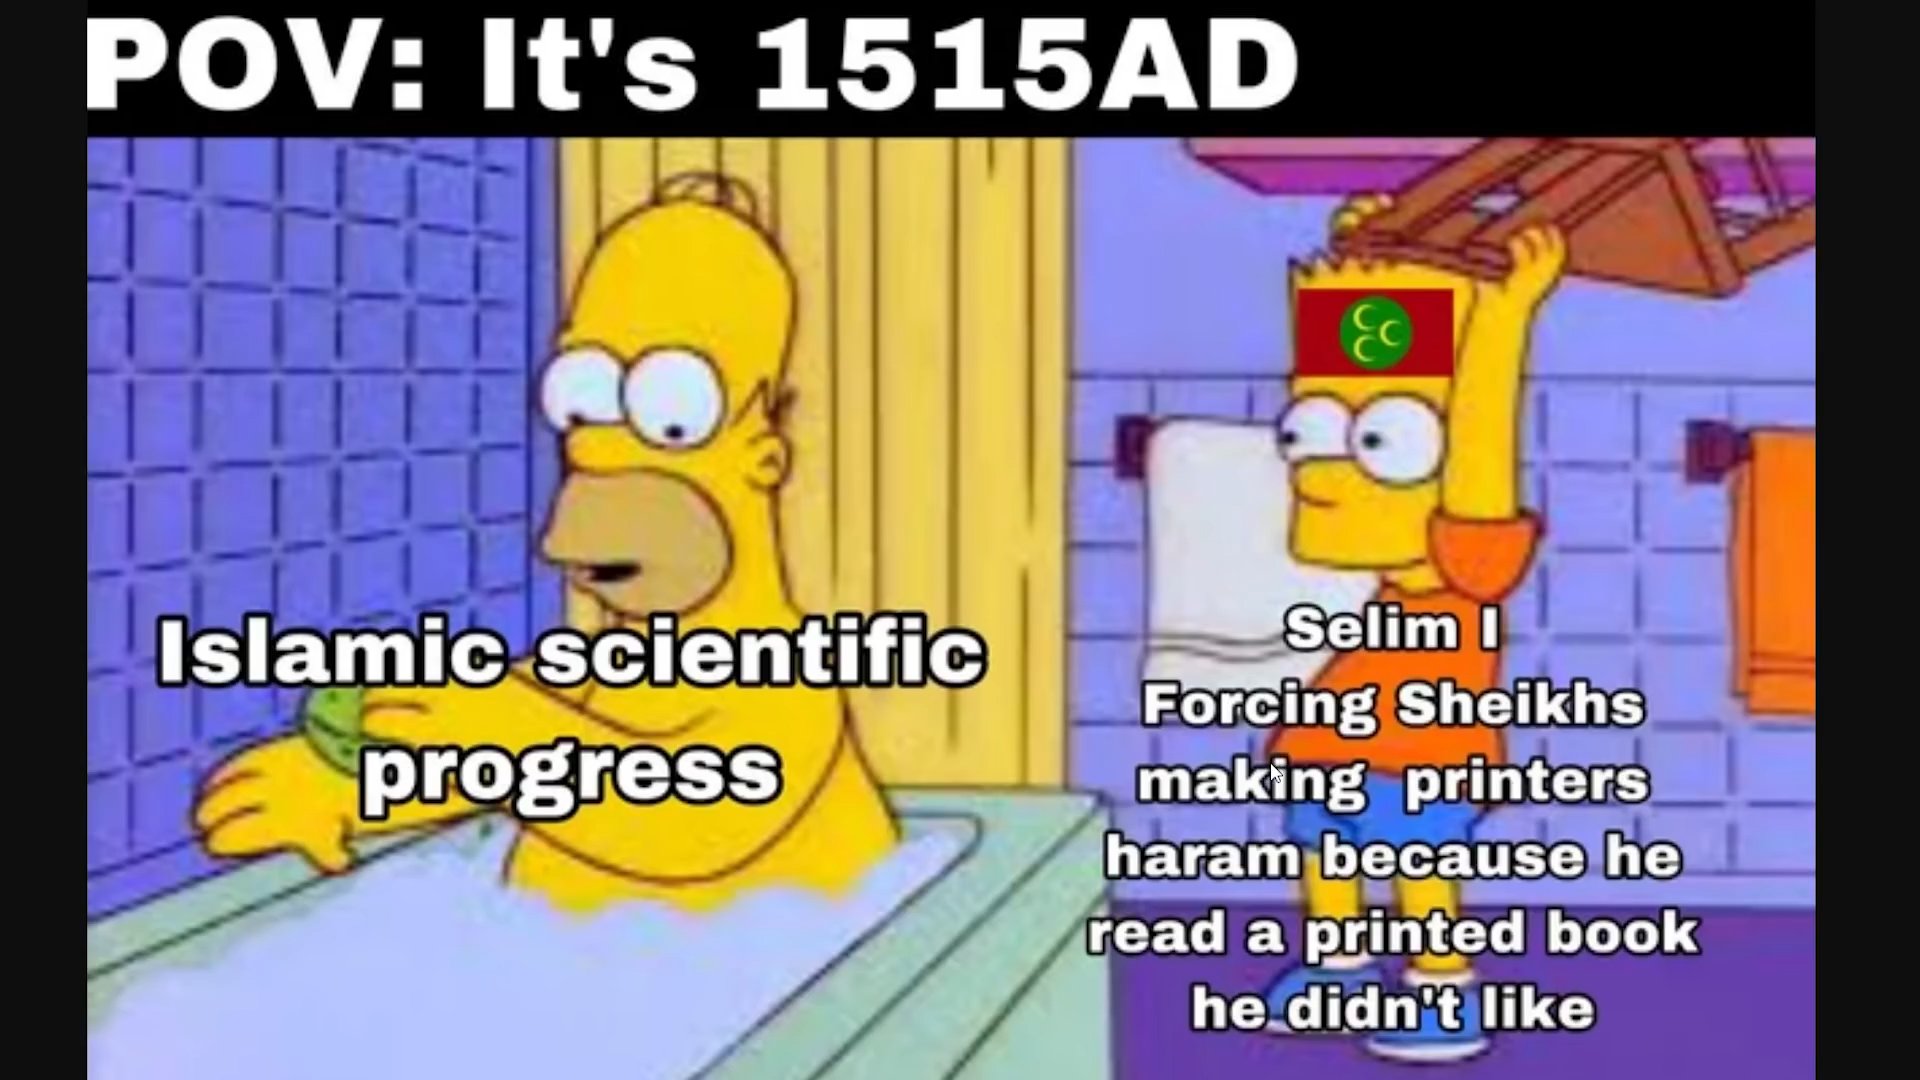 POV: It's 1515AD
Islamic scientific
progress
Selim I
Forcing Sheikhs
making printers
haram because he
read a printed book
he didn't like